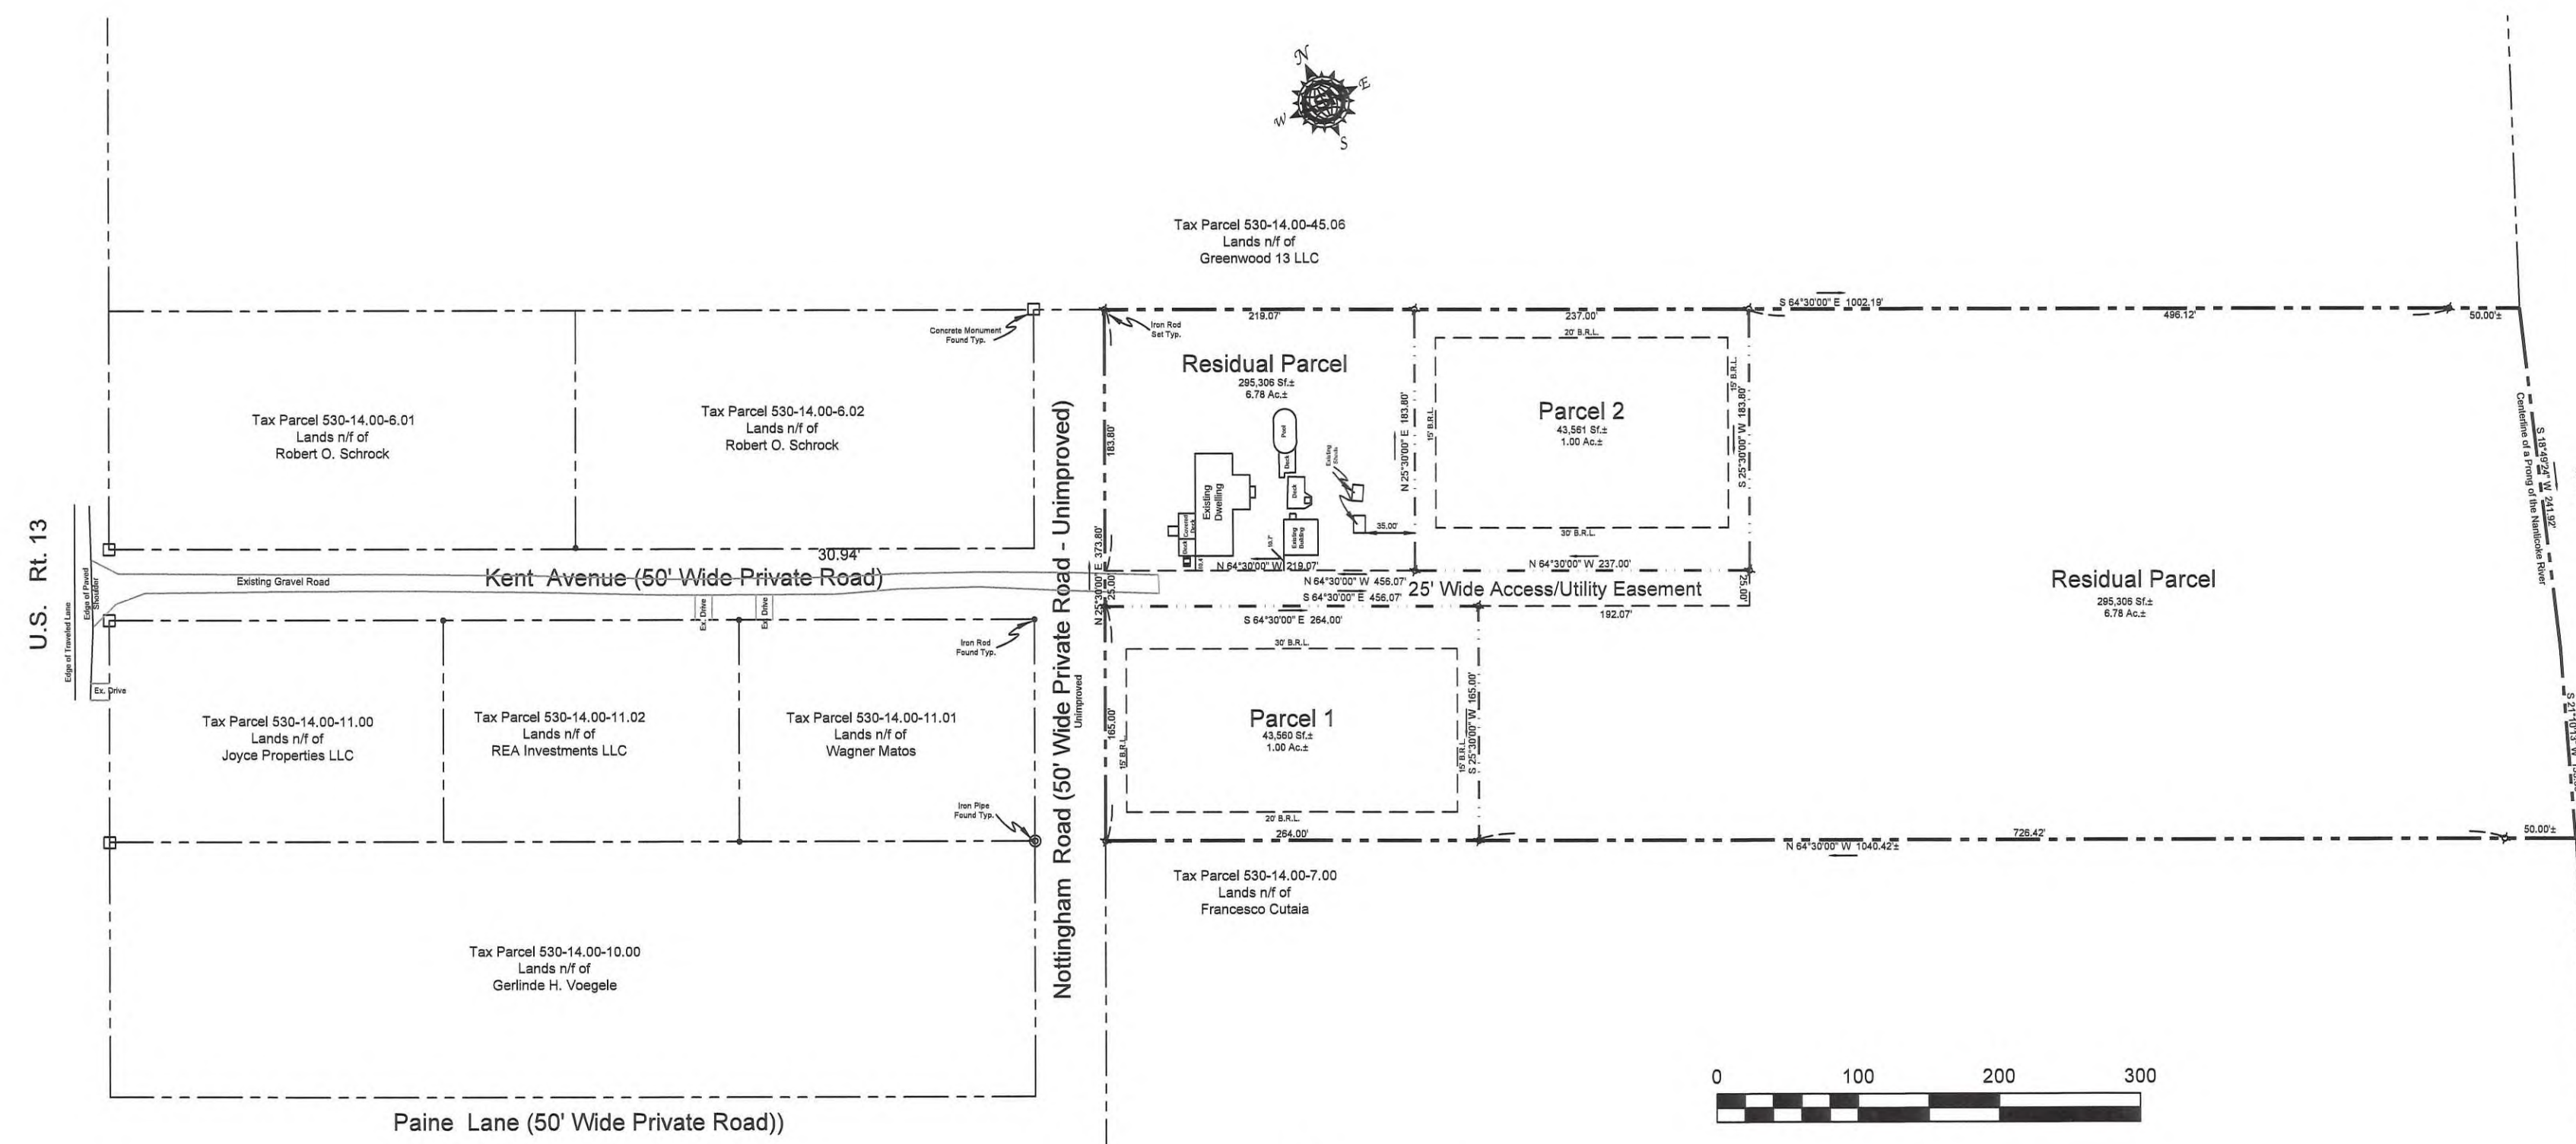 N
E
W
S
Tax Parcel 530-14.00-45.06
Lands n/f of
Greenwood 13 LLC
S 64°30'00" E 1002.19'
219.07'
237.00'
496.12'
50.00'±
Concrete Monument
Found Typ.
Iron Rod
Set Typ.
20' B.R.L.
Residual Parcel
295,306 Sf.±
6.78 Ac.±
15' B.R.L.
Parcel 2
43,561 Sf.±
1.00 Ac.±
15' B.R.L.
N 25°30'00" E 183.80'
S 25°30'00" W 183.80'
30' B.R.L.
Tax Parcel 530-14.00-6.01
Lands n/f of
Robert O. Schrock
Tax Parcel 530-14.00-6.02
Lands n/f of
Robert O. Schrock
183.80'
Pool
Deck
Deck
Existing
Sheds
Existing
Dwelling
Covered
Deck
Deck
Existing
Building
35.00'
S 18°49'24" W 241.92'
Centerline of a Prong of the Nanticoke River
U.S. Rt. 13
Edge of Traveled Lane
Edge of Paved
Shoulder
30.94'
Kent Avenue (50' Wide Private Road)
Existing Gravel Road
Ex. Drive
Ex. Drive
Ex. Drive
Nottingham Road (50' Wide Private Road - Unimproved)
Unimproved
N 25°30'00" E 373.80'
25.00'
N 64°30'00" W 219.07'
N 64°30'00" W 237.00'
N 64°30'00" W 456.07'
S 64°30'00" E 456.07'
25' Wide Access/Utility Easement
25.00'
S 64°30'00" E 264.00'
192.07'
Residual Parcel
295,306 Sf.±
6.78 Ac.±
Iron Rod
Found Typ.
30' B.R.L.
Tax Parcel 530-14.00-11.00
Lands n/f of
Joyce Properties LLC
Tax Parcel 530-14.00-11.02
Lands n/f of
REA Investments LLC
Tax Parcel 530-14.00-11.01
Lands n/f of
Wagner Matos
165.00'
15' B.R.L.
Parcel 1
43,560 Sf.±
1.00 Ac.±
15' B.R.L.
S 25°30'00" W 165.00'
S 21°10'13" W
Iron Pipe
Found Typ.
20' B.R.L.
264.00'
726.42'
50.00'±
N 64°30'00" W 1040.42'±
Tax Parcel 530-14.00-7.00
Lands n/f of
Francesco Cutaia
Tax Parcel 530-14.00-10.00
Lands n/f of
Gerlinde H. Voegele
0 100 200 300
Paine Lane (50' Wide Private Road))